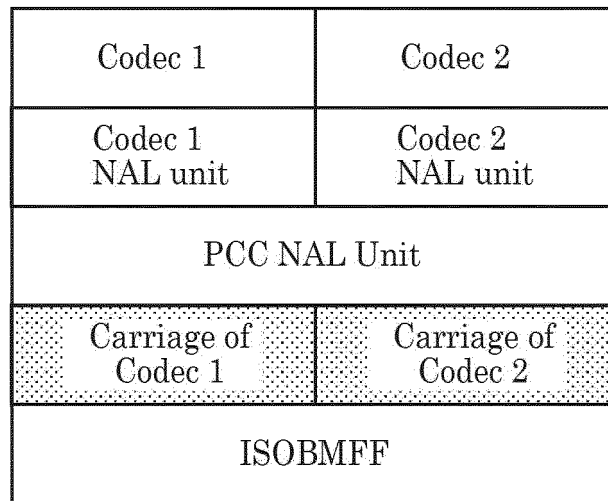 Codec 1
Codec 2
Codec 1
NAL unit
Codec 2
NAL unit
PCC NAL Unit
Carriage of
Codec 1
Carriage of
Codec 2
ISOBMFF